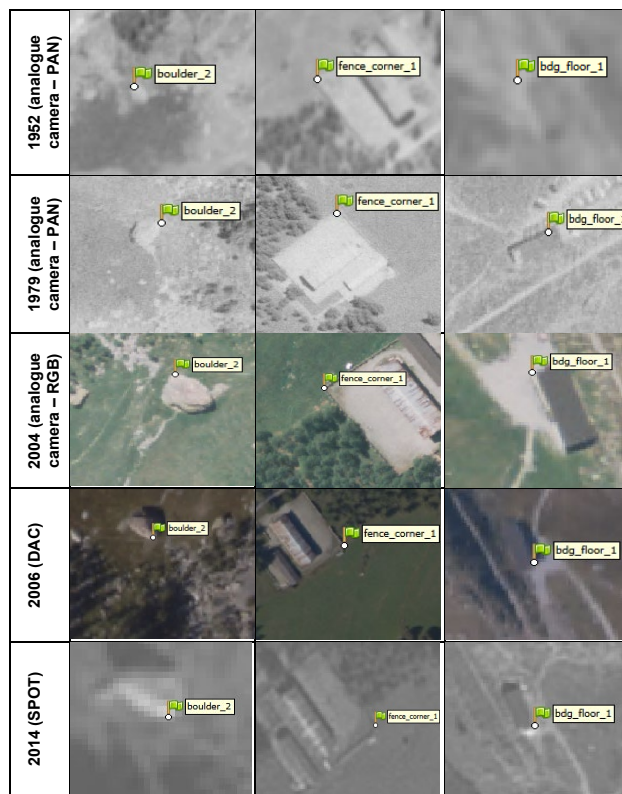 1952 (analogue
camera – PAN)
boulder_2
fence_corner_1
bdg_floor_1
1979 (analogue
camera – PAN)
boulder_2
fence_corner_1
bdg_floor_1
2004 (analogue
camera – RGB)
boulder_2
fence_corner_1
bdg_floor_1
2006 (DAC)
boulder_2
fence_corner_1
bdg_floor_1
2014 (SPOT)
boulder_2
fence_corner_1
bdg_floor_1